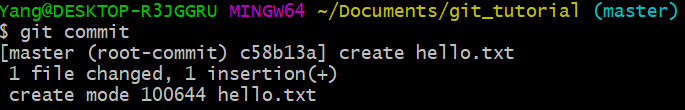 Yang@DESKTOP-R3JGGRU MINGW64 ~/Documents/git_tutorial (master)
$ git commit
[master (root-commit) c58b13a] create hello.txt
 1 file changed, 1 insertion(+)
 create mode 100644 hello.txt